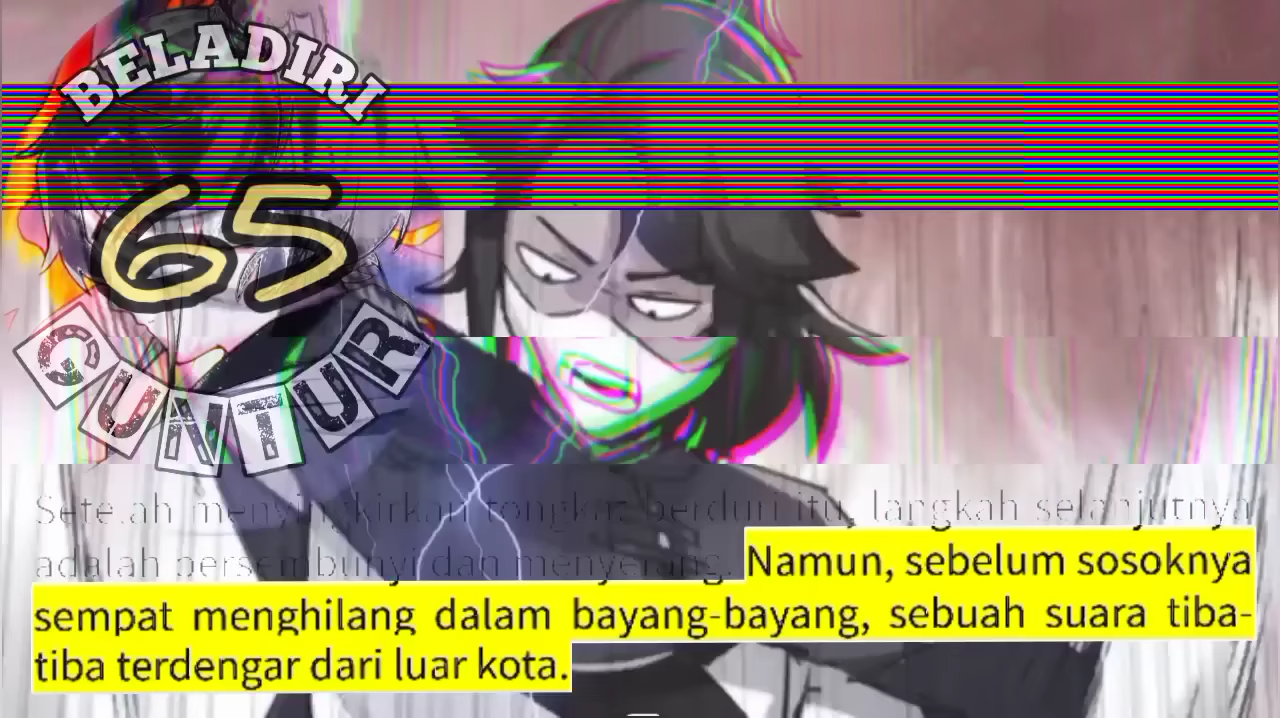 BELADIRI
65
GUNTUR
Setelah menyingkirkan tongkat berduri itu, langkah selanjutnya
adalah bersembunyi dan menyerang. Namun, sebelum sosoknya
sempat menghilang dalam bayang-bayang, sebuah suara tiba-
tiba terdengar dari luar kota.